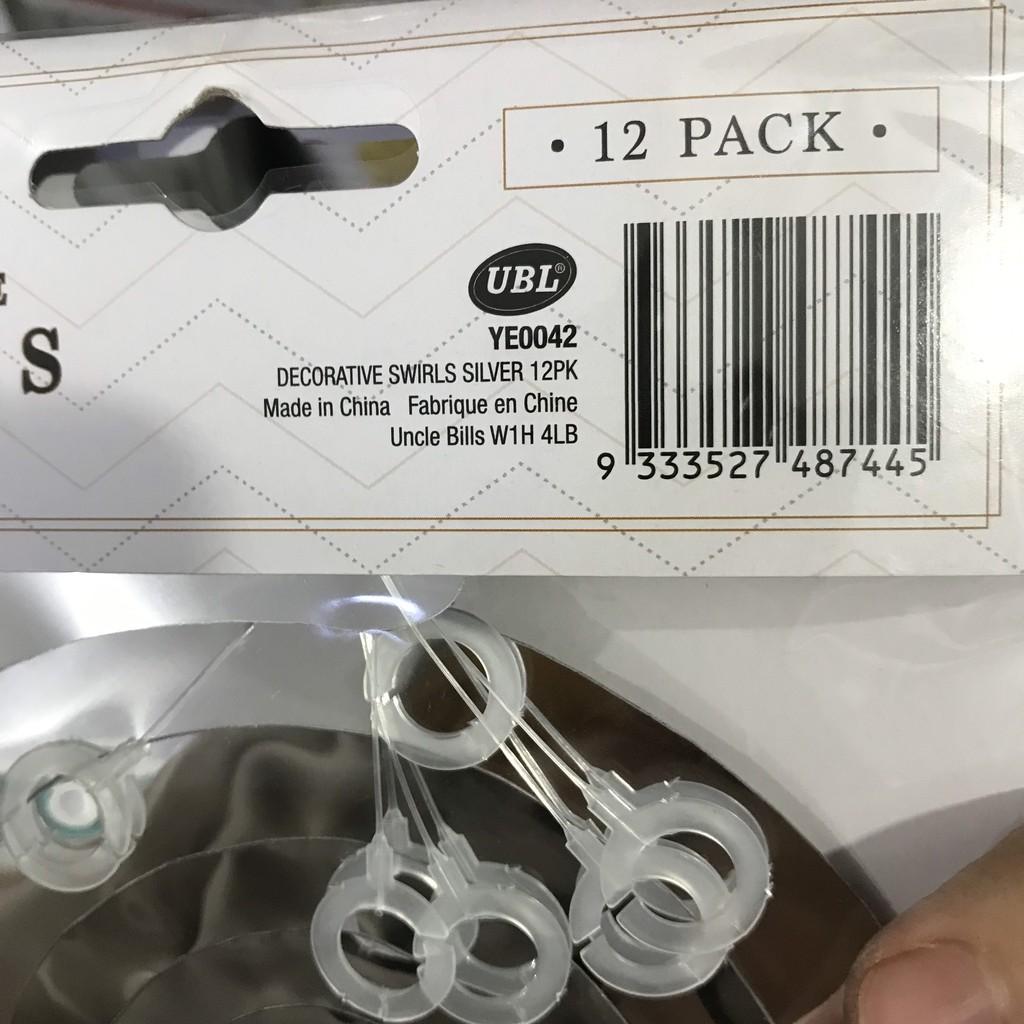 · 12 PACK ·
E
S
UBL®
YE0042
DECORATIVE SWIRLS SILVER 12PK
Made in China Fabrique en Chine
Uncle Bills W1H 4LB
9 333527 487445